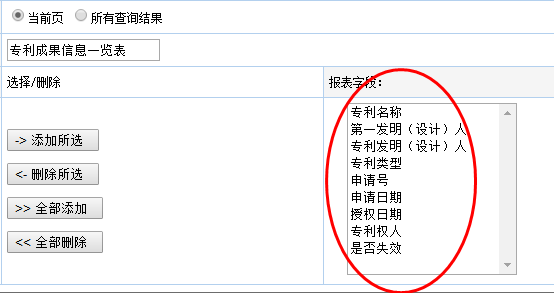 当前页 所有查询结果
专利成果信息一览表
选择/删除 报表字段：
-> 添加所选
<- 删除所选
>> 全部添加
<< 全部删除
专利名称
第一发明（设计）人
专利发明（设计）人
专利类型
申请号
申请日期
授权日期
专利权人
是否失效